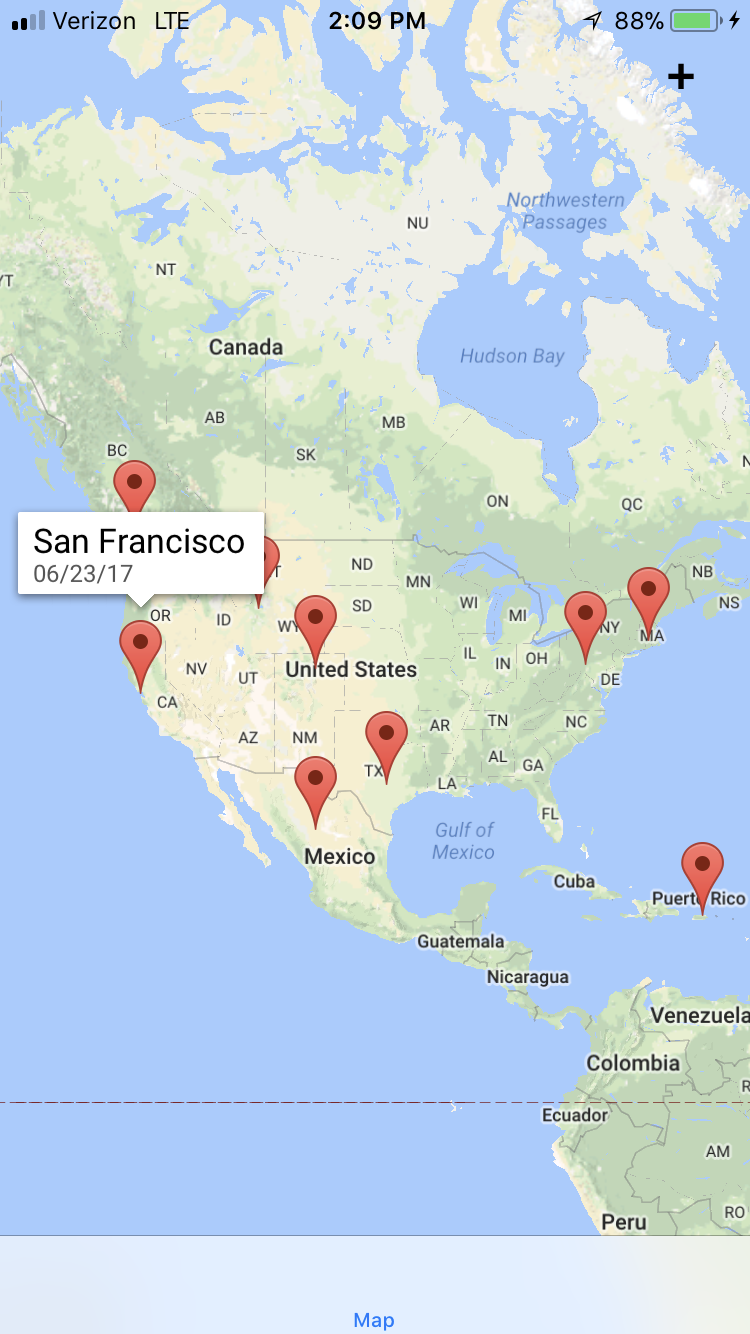 Verizon LTE 2:09 PM 88%
+
Northwestern
Passages
NU
NT
YT
Canada
Hudson Bay
AB
MB
BC
SK
ON
QC
San Francisco
06/23/17
ND
MN
NB
SD
WI
MI
NS
OR
ID
WY
NY
MA
IL
IN
OH
NV
UT
United States
DE
CA
AZ
NM
AR
TN
NC
TX
AL
GA
LA
FL
Gulf of
Mexico
Mexico
Cuba
Puerto Rico
Guatemala
Nicaragua
Venezuela
Colombia
Ecuador
AM
RO
Peru
Map